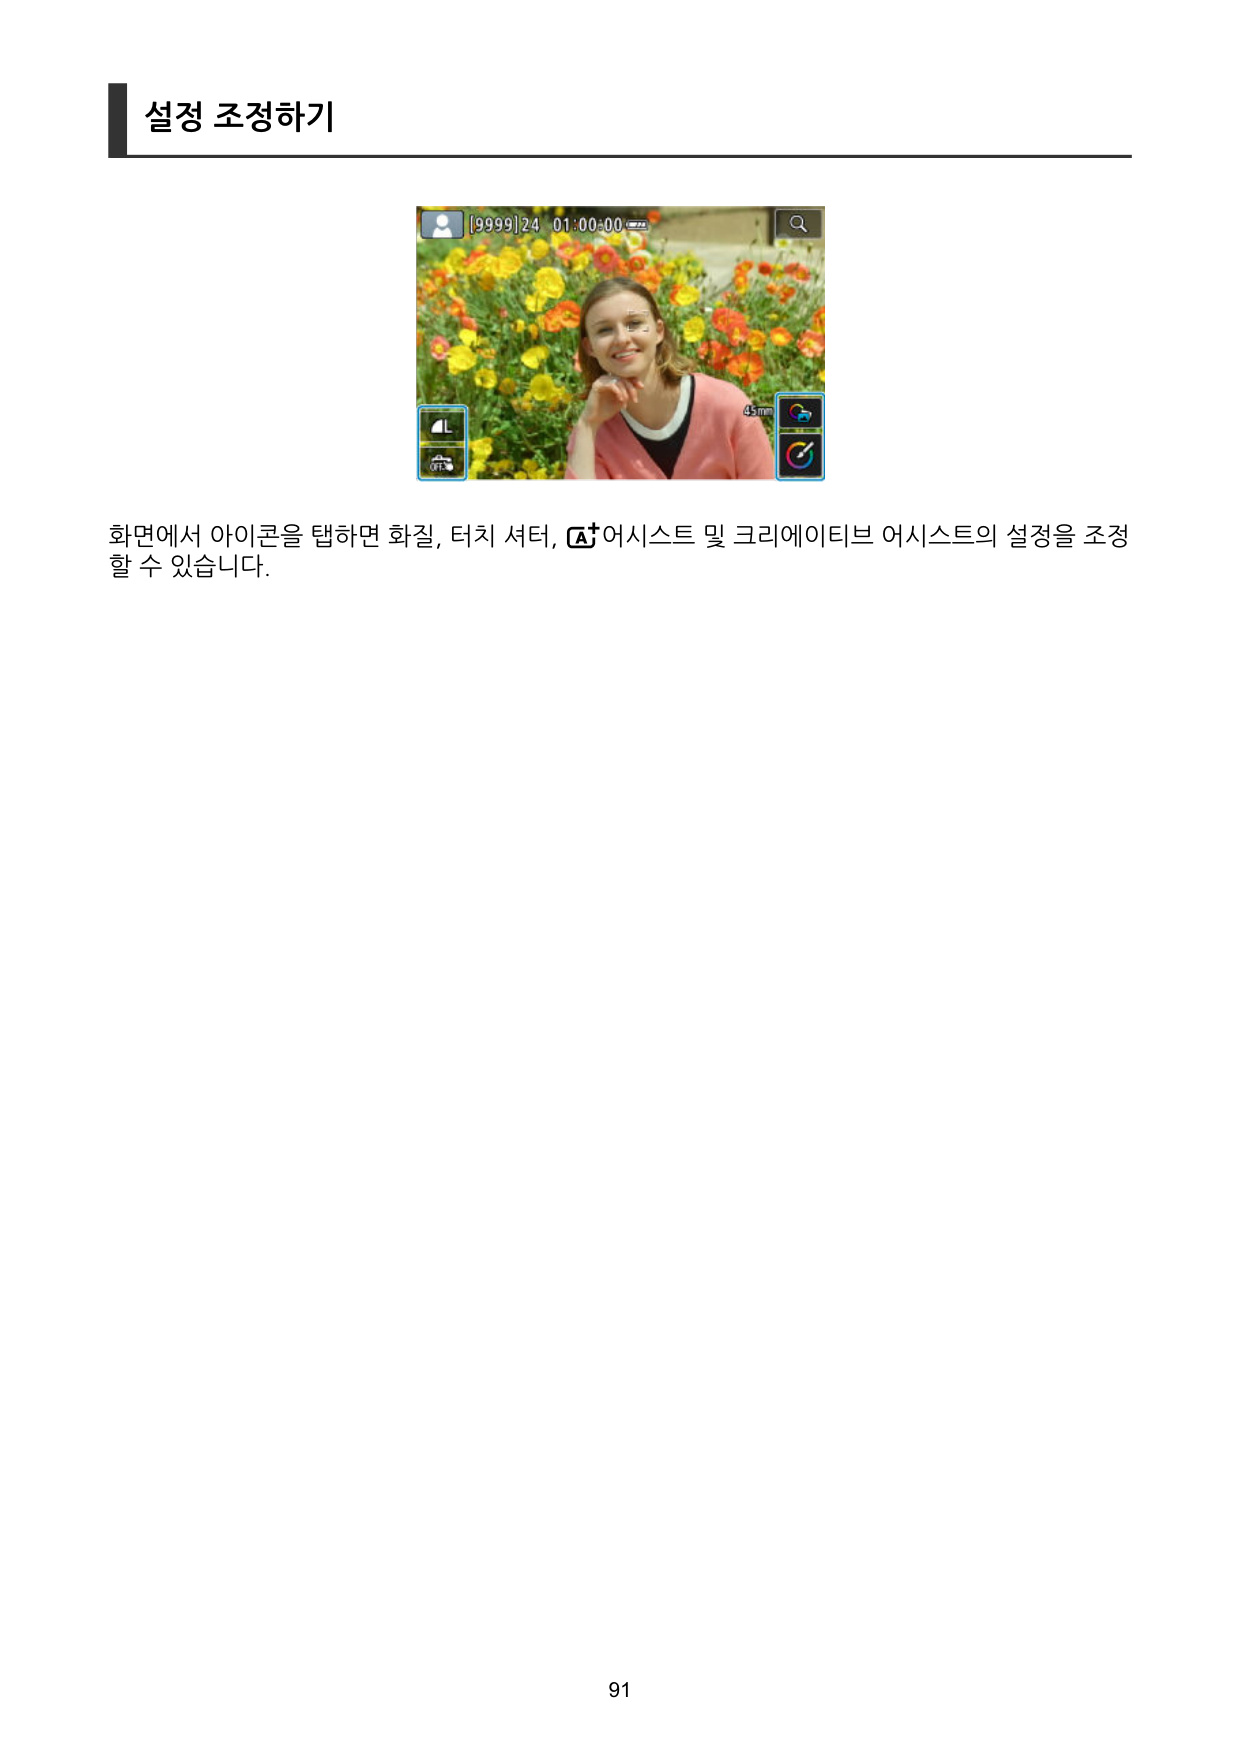 설정 조정하기
[9999]24 01:00:00
45mm
L
OFF
화면에서 아이콘을 탭하면 화질, 터치 셔터, A+어시스트 및 크리에이티브 어시스트의 설정을 조정
할 수 있습니다.
91